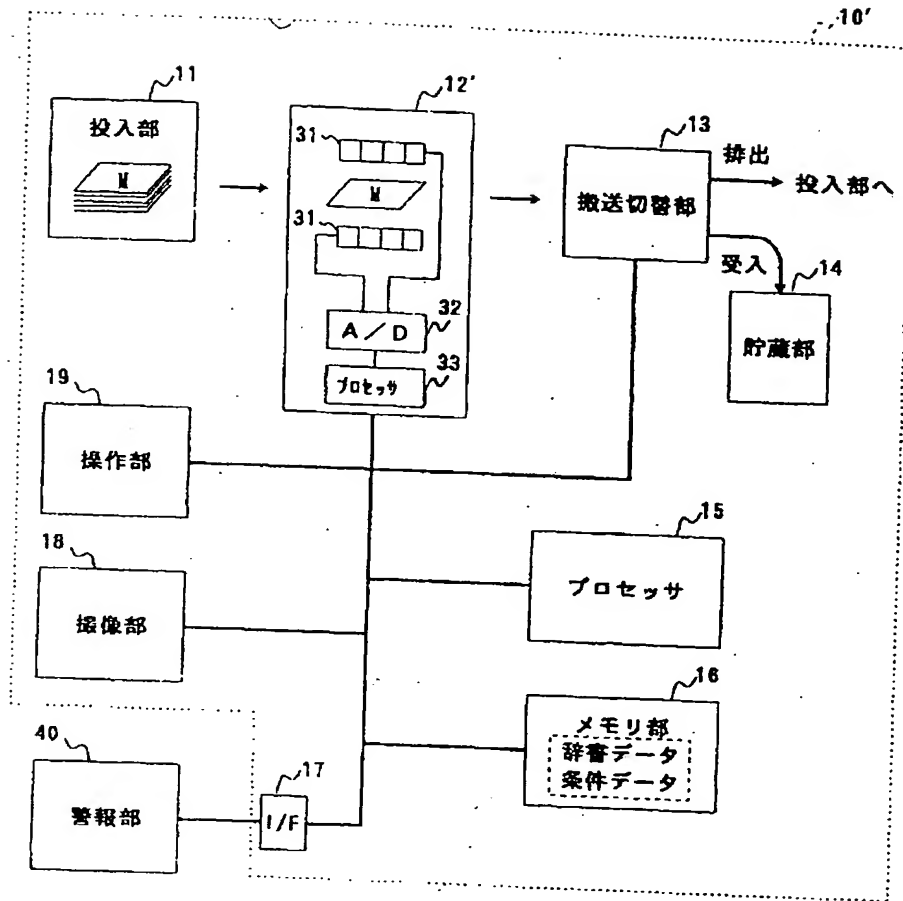 10'
11
投入部
M
12'
31
M
31
A/D
32
プロセッサ
33
13
搬送切替部
排出
投入部へ
受入
14
貯蔵部
19
操作部
15
プロセッサ
18
撮像部
16
メモリ部
辞書データ
条件データ
40
警報部
17
I/F